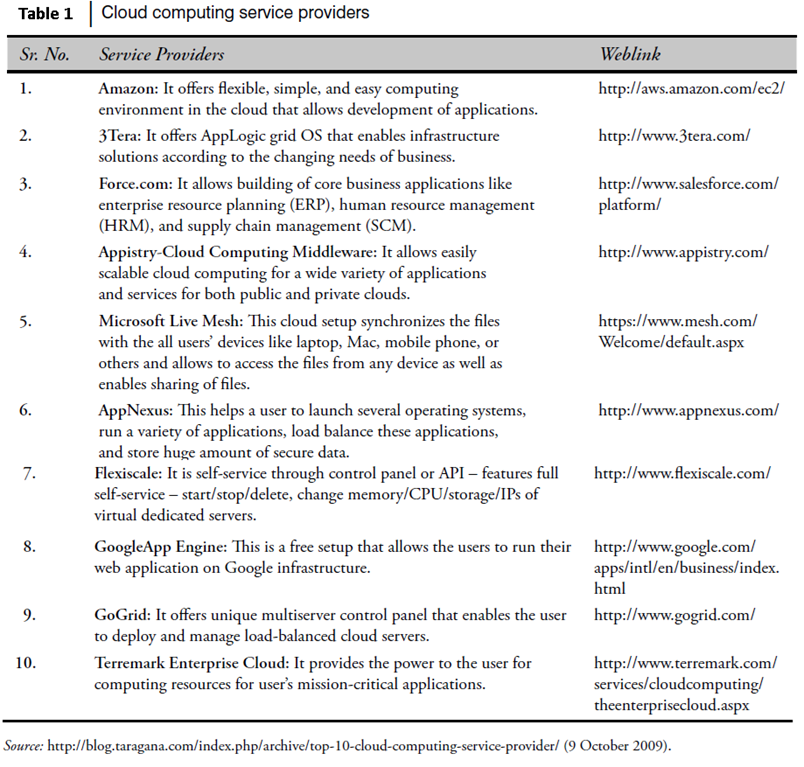 Table 1 Cloud computing service providers
Sr. No. Service Providers Weblink
1. Amazon: It offers flexible, simple, and easy computing http://aws.amazon.com/ec2/
environment in the cloud that allows development of applications.
2. 3Tera: It offers AppLogic grid OS that enables infrastructure http://www.3tera.com/
solutions according to the changing needs of business.
3. Force.com: It allows building of core business applications like http://www.salesforce.com/
enterprise resource planning (ERP), human resource management platform/
(HRM), and supply chain management (SCM).
4. Appistry-Cloud Computing Middleware: It allows easily http://www.appistry.com/
scalable cloud computing for a wide variety of applications
and services for both public and private clouds.
5. Microsoft Live Mesh: This cloud setup synchronizes the files https://www.mesh.com/
with the all users’ devices like laptop, Mac, mobile phone, or Welcome/default.aspx
others and allows to access the files from any device as well as
enables sharing of files.
6. AppNexus: This helps a user to launch several operating systems, http://www.appnexus.com/
run a variety of applications, load balance these applications,
and store huge amount of secure data.
7. Flexiscale: It is self-service through control panel or API – features full http://www.flexiscale.com/
self-service – start/stop/delete, change memory/CPU/storage/IPs of
virtual dedicated servers.
8. GoogleApp Engine: This is a free setup that allows the users to run their http://www.google.com/
web application on Google infrastructure. apps/intl/en/business/index.
html
9. GoGrid: It offers unique multiserver control panel that enables the user http://www.gogrid.com/
to deploy and manage load-balanced cloud servers.
10. Terremark Enterprise Cloud: It provides the power to the user for http://www.terremark.com/
computing resources for user’s mission-critical applications. services/cloudcomputing/
theenterprisecloud.aspx
Source: http://blog.taragana.com/index.php/archive/top-10-cloud-computing-service-provider/ (9 October 2009).